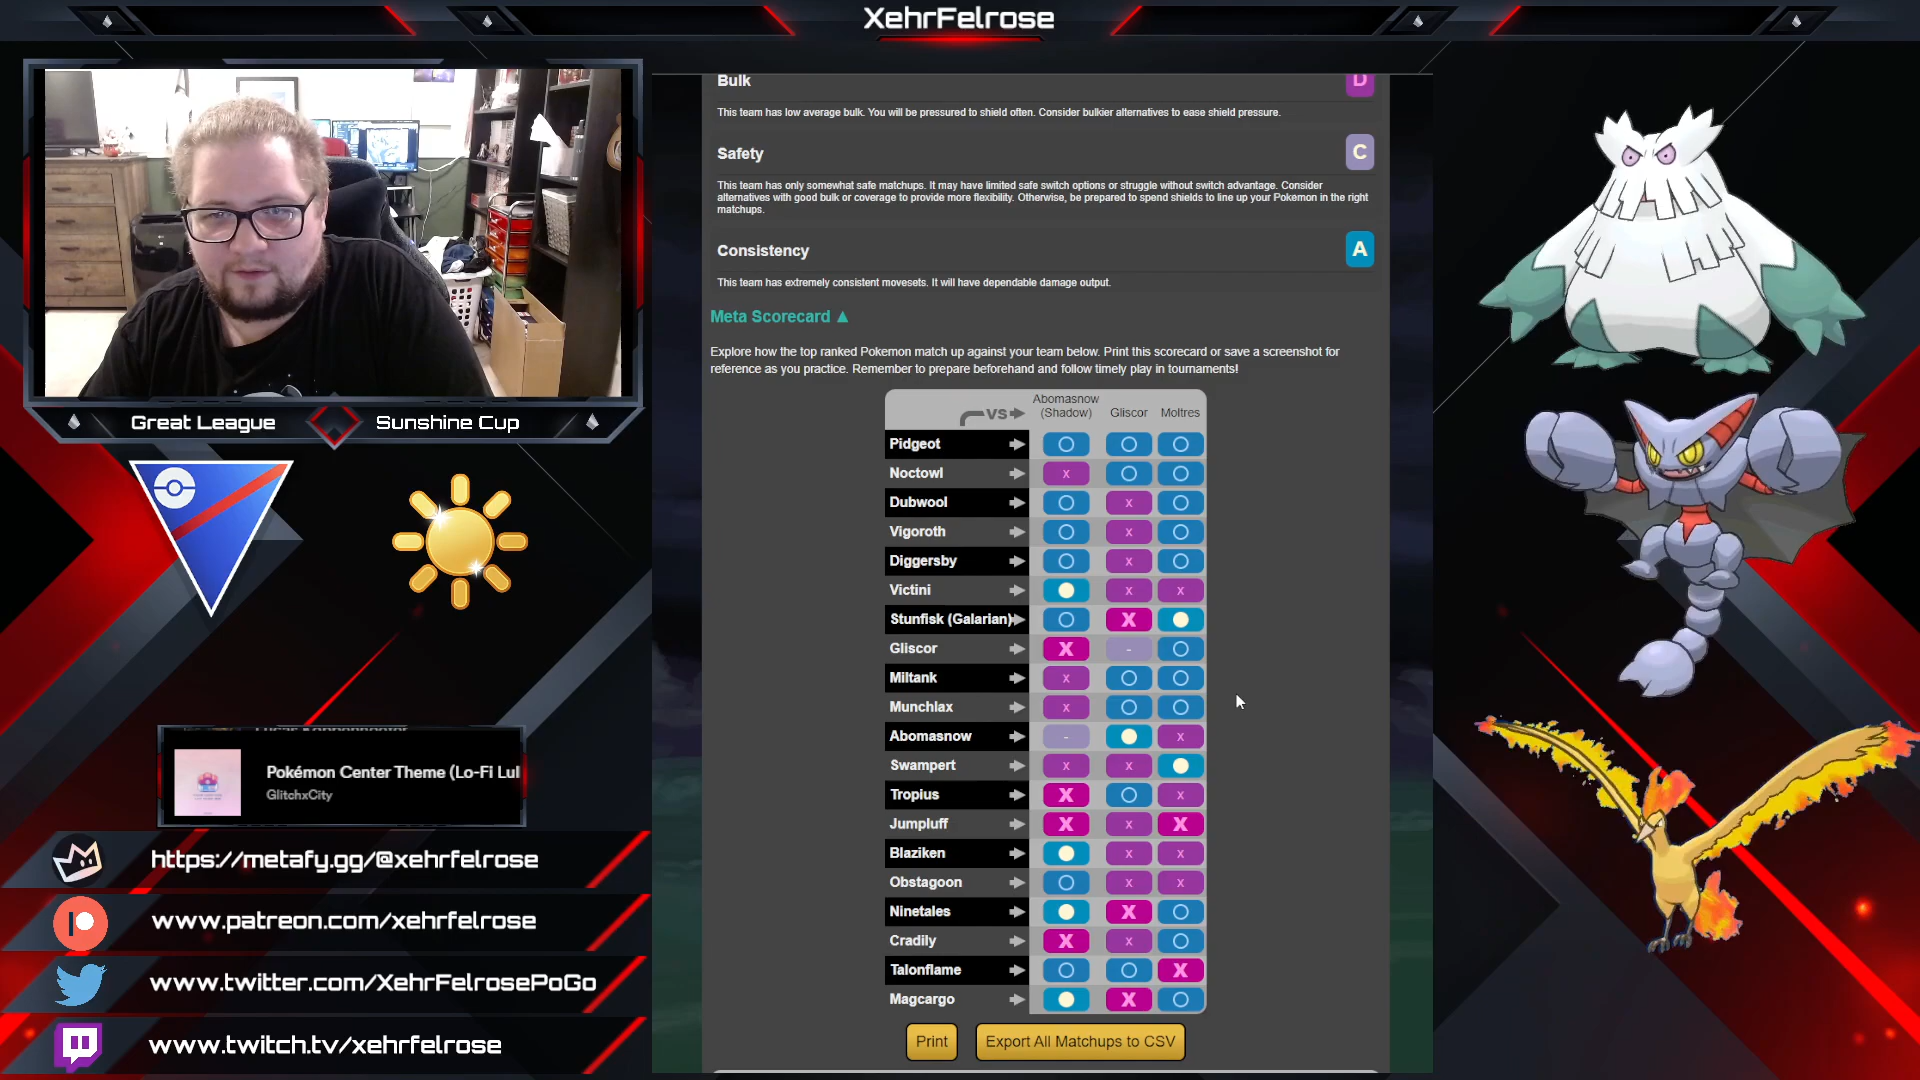 XehrFelrose
Bulk
D
This team has low average bulk. You will be pressured to shield often. Consider bulkier alternatives to ease shield pressure.
Safety
C
This team has only somewhat safe matchups. It may have limited safe switch options or struggle without switch advantage. Consider
alternatives with good bulk or coverage to provide more flexibility. Otherwise, be prepared to spend shields to line up your Pokemon in the right
matchups.
Consistency
A
This team has extremely consistent movesets. It will have dependable damage output.
Meta Scorecard ▲
Explore how the top ranked Pokemon match up against your team below. Print this scorecard or save a screenshot for
reference as you practice. Remember to prepare beforehand and follow timely play in tournaments!
VS
Abomasnow
(Shadow)
Gliscor
Moltres
Pidgeot
Noctowl x
Dubwool x
Vigoroth x
Diggersby x
Victini x x
Stunfisk (Galarian) X
Gliscor X -
Miltank x
Munchlax x
Abomasnow - x
Swampert x x
Tropius X x
Jumpluff X x X
Blaziken x x
Obstagoon x x
Ninetales X
Cradily X x
Talonflame X
Magcargo X
Print
Export All Matchups to CSV
Great League
Sunshine Cup
Pokémon Center Theme (Lo-Fi Lul
GlitchxCity
https://metafy.gg/@xehrfelrose
www.patreon.com/xehrfelrose
www.twitter.com/XehrFelrosePoGo
www.twitch.tv/xehrfelrose